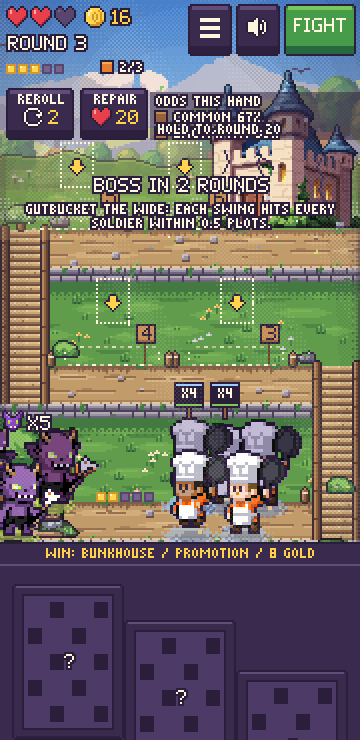 16
FIGHT
ROUND 3
2/3
REROLL
2
REPAIR
20
ODDS THIS HAND
COMMON 67%
HOLD TO ROUND 20
BOSS IN 2 ROUNDS
GUTBUCKET THE WIDE: EACH SWING HITS EVERY
SOLDIER WITHIN 0.5 PLOTS.
4
3
X4 X4
X5
WIN: BUNKHOUSE / PROMOTION / 8 GOLD
?
?
?